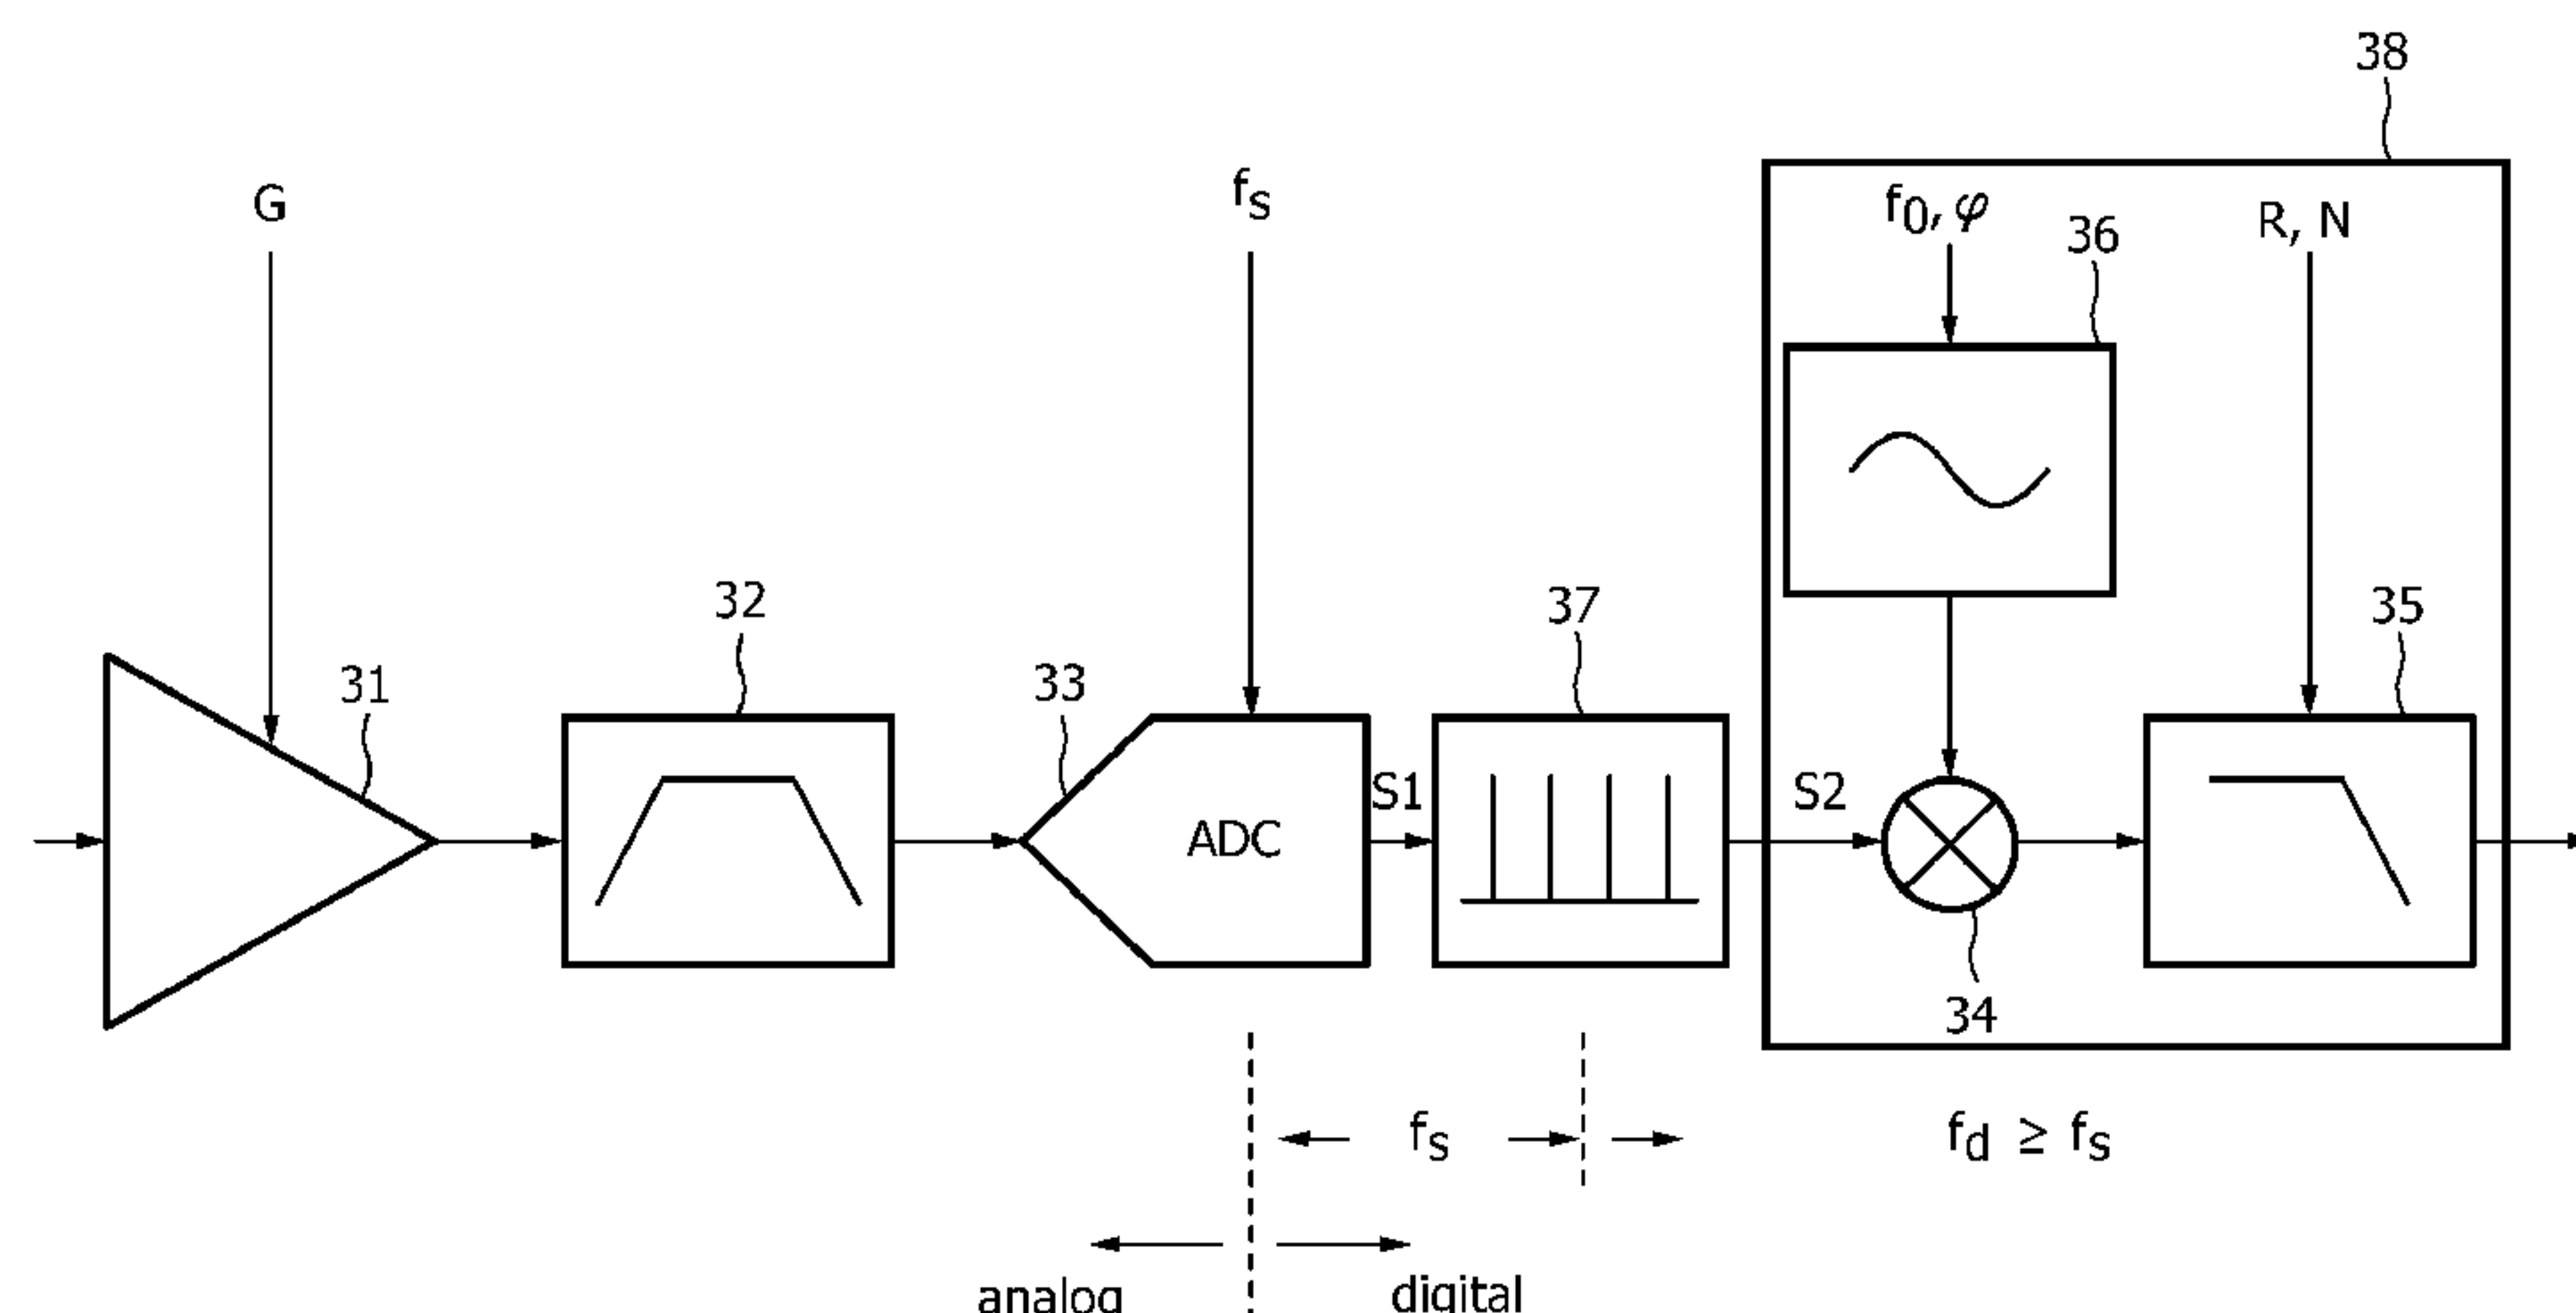 38
G
fs
f0, φ
R, N
36
32
37
35
31
33
S1
S2
ADC
34
fs
fd ≥ fs
analog
digital